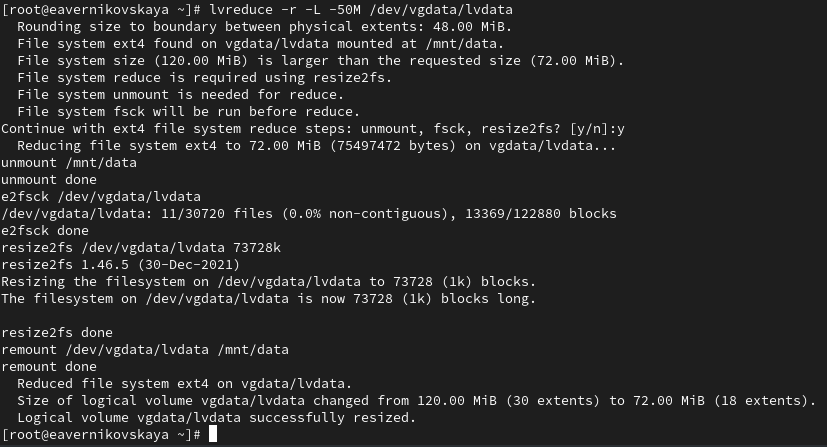 [root@eavernikovskaya ~]# lvreduce -r -L -50M /dev/vgdata/lvdata
  Rounding size to boundary between physical extents: 48.00 MiB.
  File system ext4 found on vgdata/lvdata mounted at /mnt/data.
  File system size (120.00 MiB) is larger than the requested size (72.00 MiB).
  File system reduce is required using resize2fs.
  File system unmount is needed for reduce.
  File system fsck will be run before reduce.
Continue with ext4 file system reduce steps: unmount, fsck, resize2fs? [y/n]:y
  Reducing file system ext4 to 72.00 MiB (75497472 bytes) on vgdata/lvdata...
unmount /mnt/data
unmount done
e2fsck /dev/vgdata/lvdata
/dev/vgdata/lvdata: 11/30720 files (0.0% non-contiguous), 13369/122880 blocks
e2fsck done
resize2fs /dev/vgdata/lvdata 73728k
resize2fs 1.46.5 (30-Dec-2021)
Resizing the filesystem on /dev/vgdata/lvdata to 73728 (1k) blocks.
The filesystem on /dev/vgdata/lvdata is now 73728 (1k) blocks long.

resize2fs done
remount /dev/vgdata/lvdata /mnt/data
remount done
  Reduced file system ext4 on vgdata/lvdata.
  Size of logical volume vgdata/lvdata changed from 120.00 MiB (30 extents) to 72.00 MiB (18 extents).
  Logical volume vgdata/lvdata successfully resized.
[root@eavernikovskaya ~]#